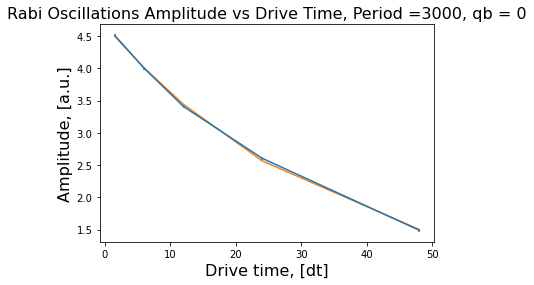 Rabi Oscillations Amplitude vs Drive Time, Period =3000, qb = 0
Amplitude, [a.u.]
4.5
4.0
3.5
3.0
2.5
2.0
1.5
0 10 20 30 40 50
Drive time, [dt]